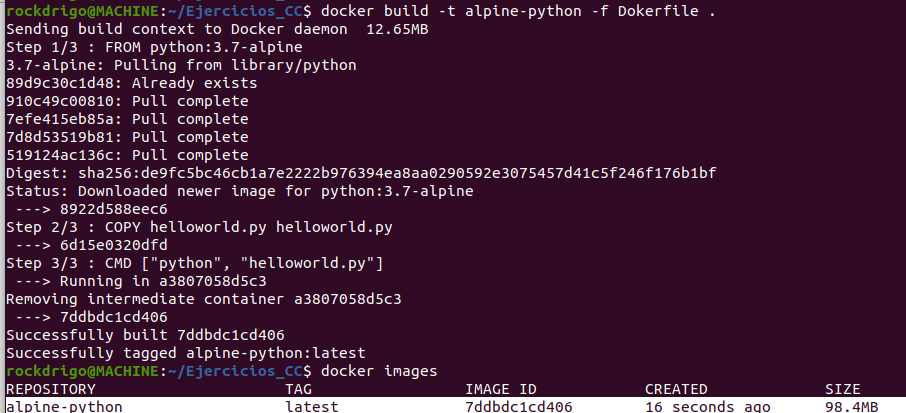 rockdrigo@MACHINE:~/Ejercicios_CC$ docker build -t alpine-python -f Dokerfile .
Sending build context to Docker daemon  12.65MB
Step 1/3 : FROM python:3.7-alpine
3.7-alpine: Pulling from library/python
89d9c30c1d48: Already exists
910c49c00810: Pull complete
7efe415eb85a: Pull complete
7d8d53519b81: Pull complete
519124ac136c: Pull complete
Digest: sha256:de9fc5bc46cb1a7e2222b976394ea8aa0290592e3075457d41c5f246f176b1bf
Status: Downloaded newer image for python:3.7-alpine
 ---> 8922d588eec6
Step 2/3 : COPY helloworld.py helloworld.py
 ---> 6d15e0320dfd
Step 3/3 : CMD ["python", "helloworld.py"]
 ---> Running in a3807058d5c3
Removing intermediate container a3807058d5c3
 ---> 7ddbdc1cd406
Successfully built 7ddbdc1cd406
Successfully tagged alpine-python:latest
rockdrigo@MACHINE:~/Ejercicios_CC$ docker images
REPOSITORY TAG IMAGE ID CREATED SIZE
alpine-python latest 7ddbdc1cd406 16 seconds ago 98.4MB